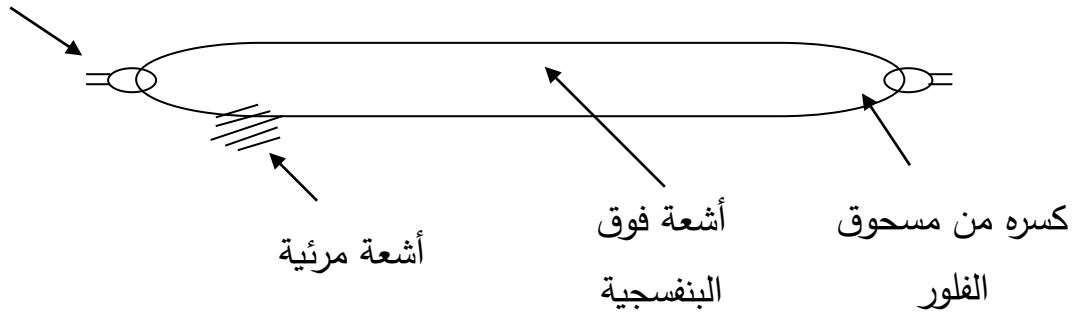 كسره من مسحوق
الفلور
أشعة فوق
البنفسجية
أشعة مرئية